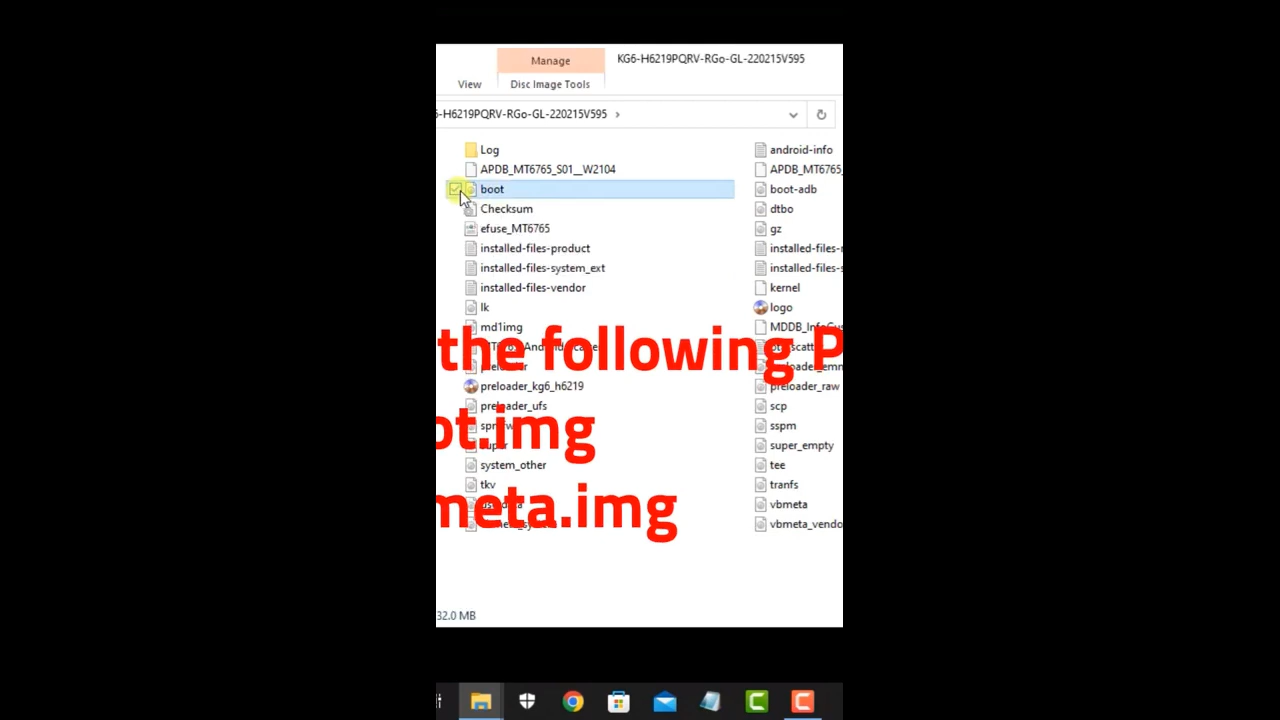 Manage
KG6-H6219PQRV-RGo-GL-220215V595
View
Disc Image Tools
-H6219PQRV-RGo-GL-220215V595
Log
android-info
APDB_MT6765_S01__W2104
APDB_MT6765_
boot
boot-adb
Checksum
dtbo
efuse_MT6765
gz
installed-files-product
installed-files-
installed-files-system_ext
installed-files-
installed-files-vendor
kernel
lk
logo
md1img
the following P
preloader_kg6_h6219
preloader_raw
preloader_ufs
scp
ot.img
sspm
super_empty
system_other
tee
tkv
tranfs
meta.img
vbmeta
vbmeta_vendo
32.0 MB